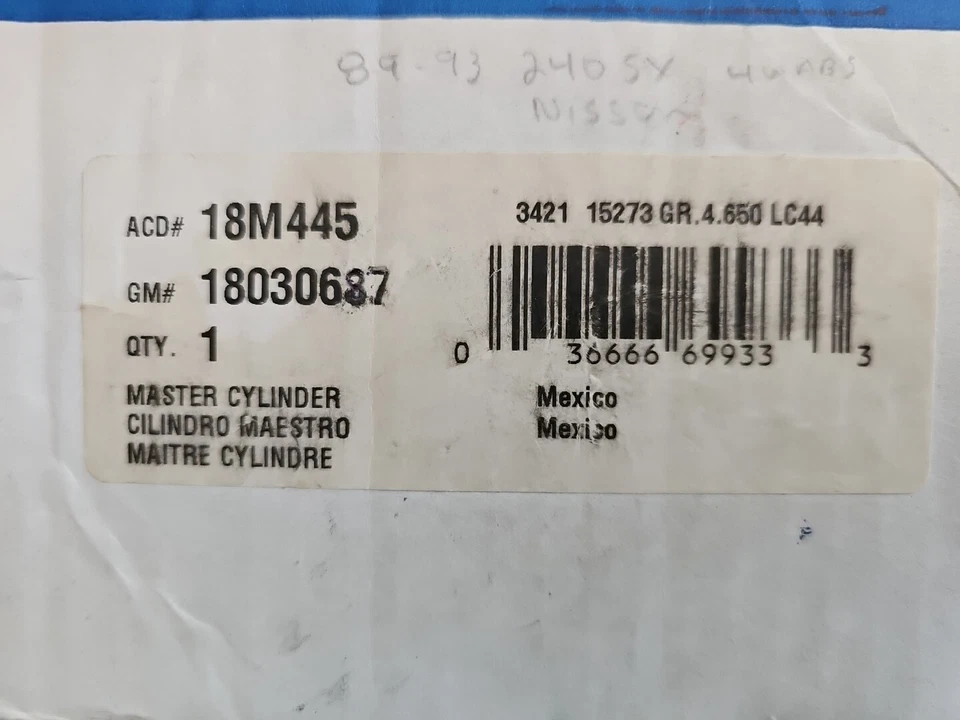 89-93 240SX ABS
Nissan
ACD# 18M445
3421 15273 GR.4.650 LC44
GM# 18030687
QTY. 1
0 36666 69933 3
MASTER CYLINDER
CILINDRO MAESTRO
MAITRE CYLINDRE
Mexico
Mexico